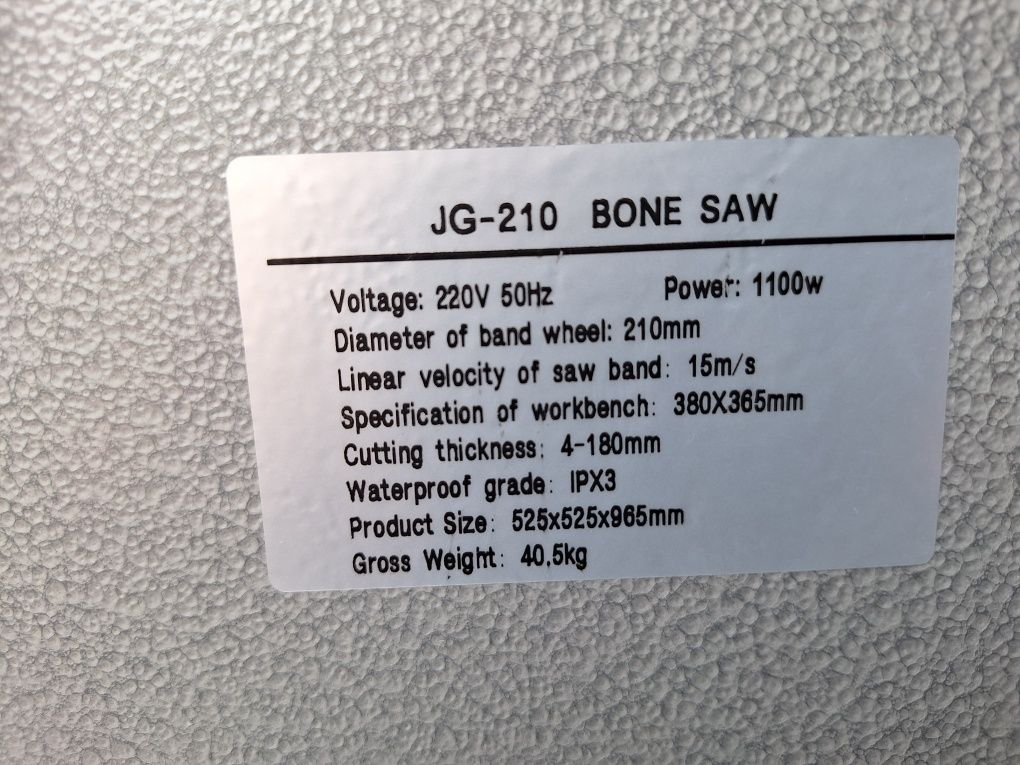 JG-210 BONE SAW
Voltage: 220V 50Hz Power: 1100w
Diameter of band wheel: 210mm
Linear velocity of saw band: 15m/s
Specification of workbench: 380X365mm
Cutting thickness: 4-180mm
Waterproof grade: IPX3
Product Size: 525x525x965mm
Gross Weight: 40.5kg